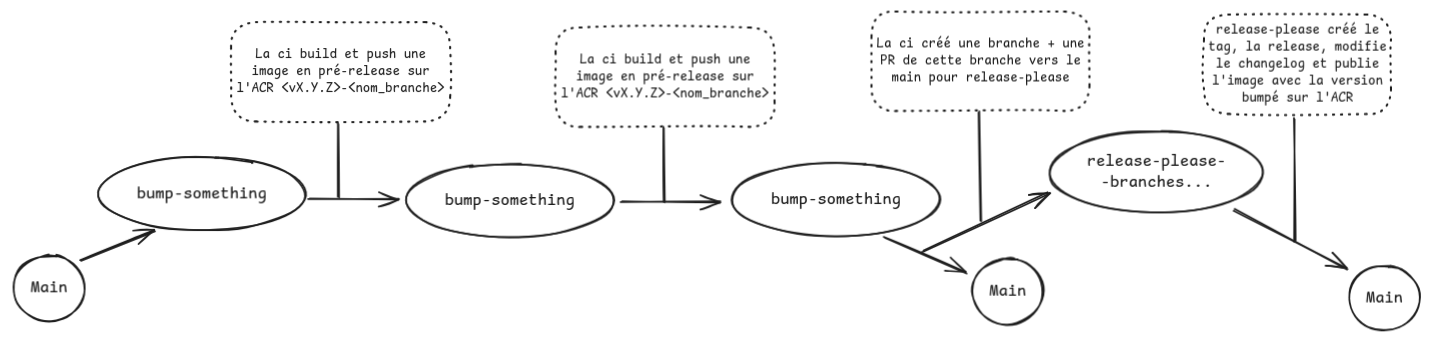 La ci build et push une
image en pré-release sur
l'ACR <vX.Y.Z>-<nom_branche>
La ci build et push une
image en pré-release sur
l'ACR <vX.Y.Z>-<nom_branche>
La ci créé une branche + une
PR de cette branche vers le
main pour release-please
release-please créé le
tag, la release, modifie
le changelog et publie
l'image avec la version
bumpé sur l'ACR
bump-something
bump-something
bump-something
release-please-
-branches...
Main
Main
Main